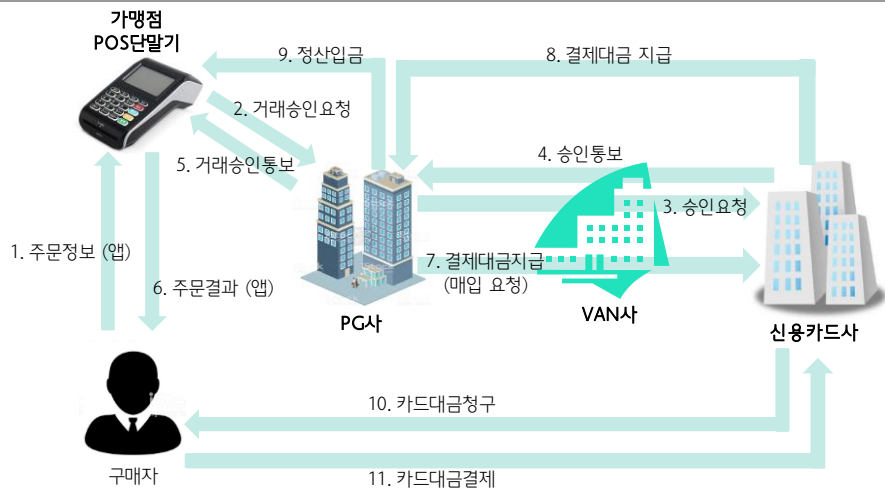 가맹점
POS단말기
9. 정산입금
8. 결제대금 지급
2. 거래승인요청
5. 거래승인통보
4. 승인통보
3. 승인요청
1. 주문정보 (앱)
6. 주문결과 (앱)
7. 결제대금지급
(매입 요청)
PG사
VAN사
신용카드사
10. 카드대금청구
구매자
11. 카드대금결제